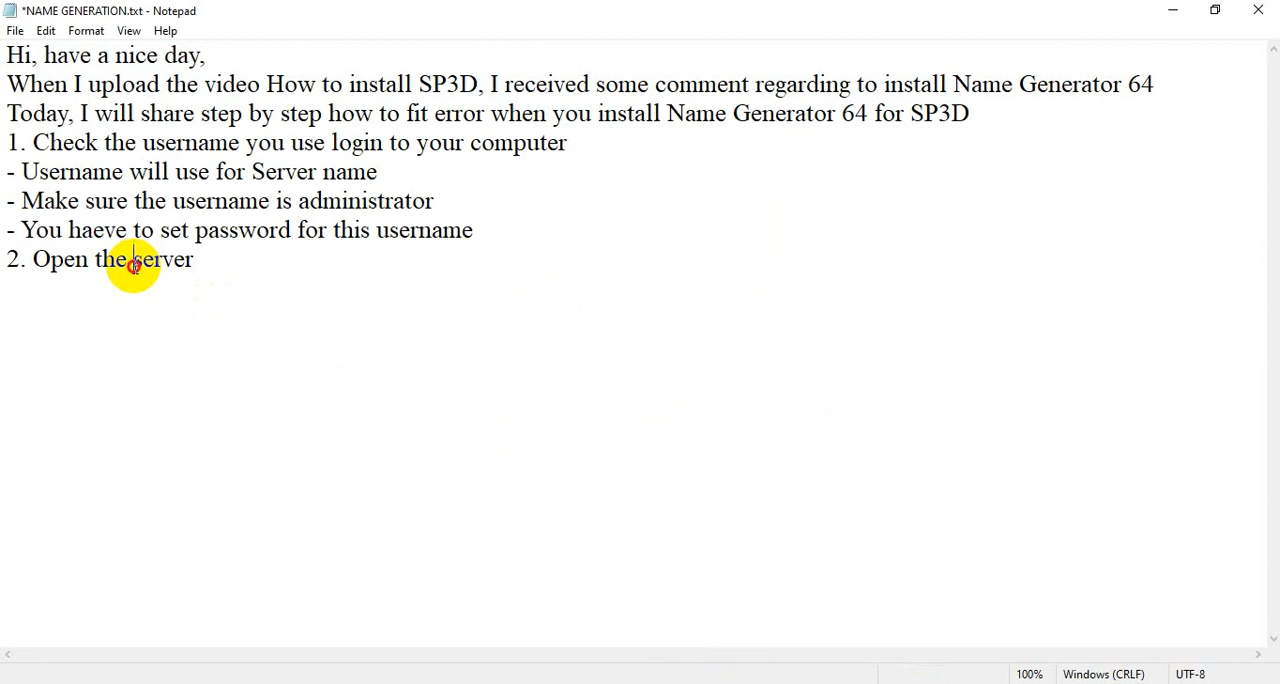 *NAME GENERATION.txt - Notepad
File Edit Format View Help
Hi, have a nice day,
When I upload the video How to install SP3D, I received some comment regarding to install Name Generator 64
Today, I will share step by step how to fit error when you install Name Generator 64 for SP3D
1. Check the username you use login to your computer
- Username will use for Server name
- Make sure the username is administrator
- You haeve to set password for this username
2. Open the server
100% Windows (CRLF) UTF-8